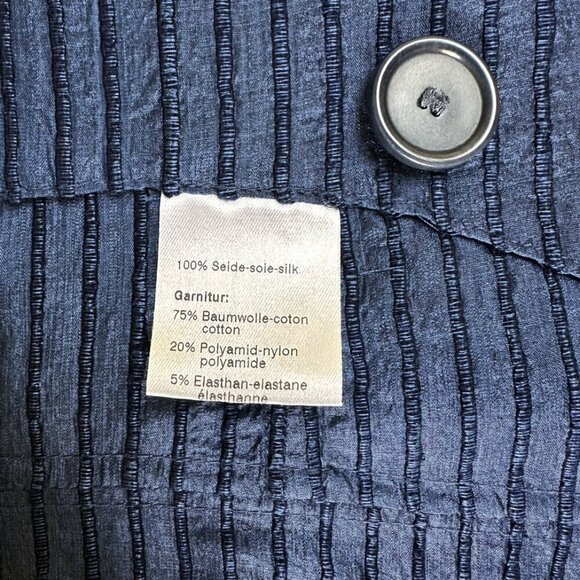 100% Seide-soie-silk
Garnitur:
75% Baumwolle-coton
cotton
20% Polyamid-nylon
polyamide
5% Elasthan-elastane
élasthanne